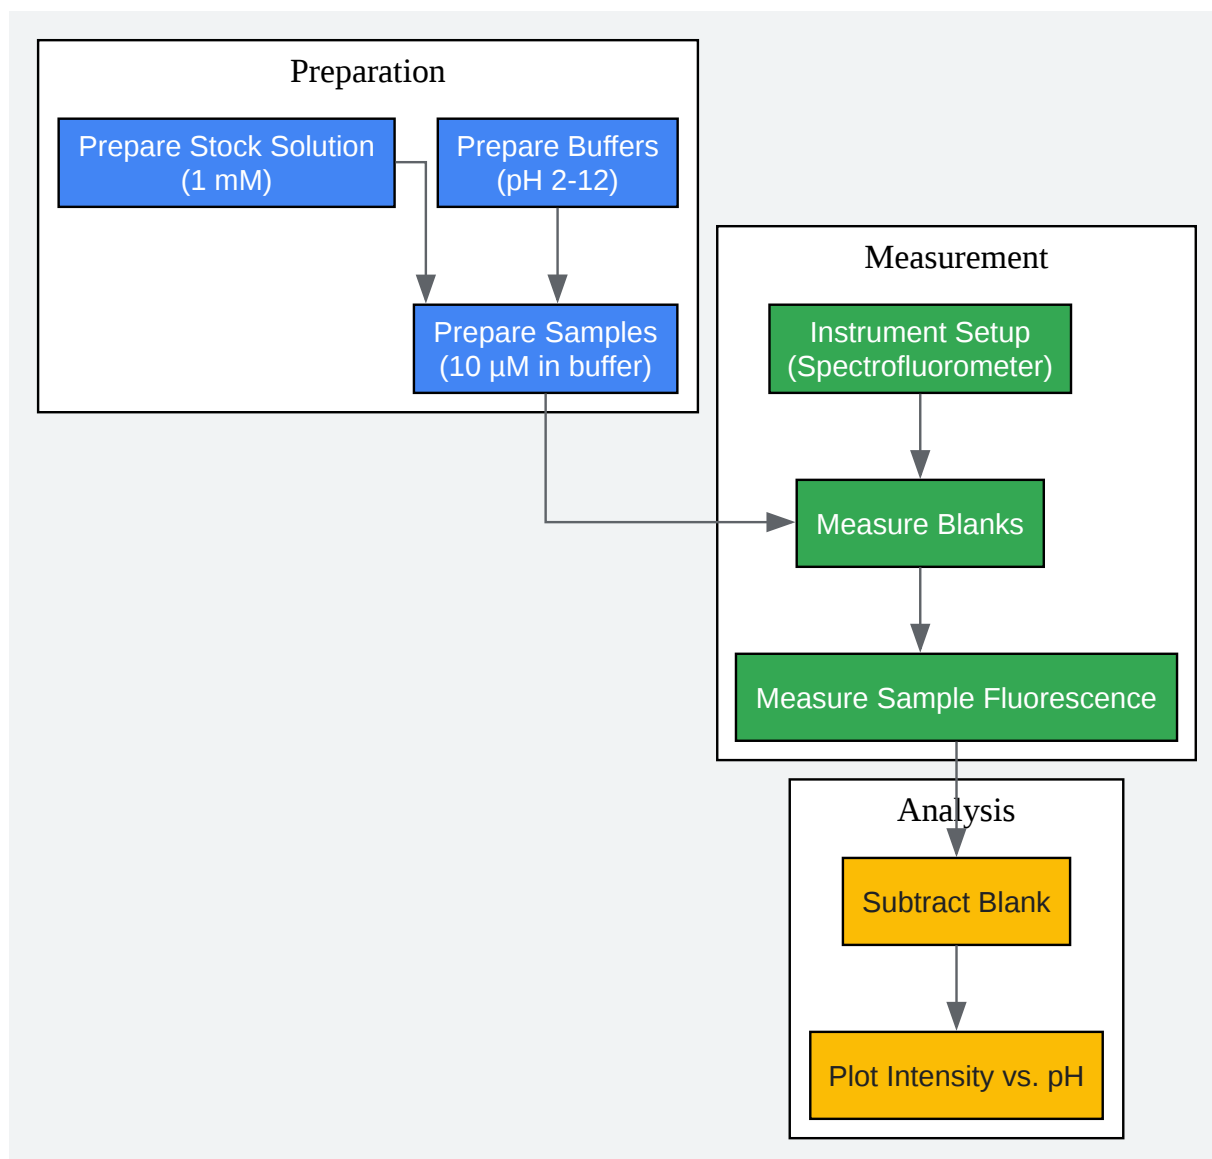 Preparation
Prepare Stock Solution
(1 mM)
Prepare Buffers
(pH 2-12)
Prepare Samples
(10 µM in buffer)
Measurement
Instrument Setup
(Spectrofluorometer)
Measure Blanks
Measure Sample Fluorescence
Analysis
Subtract Blank
Plot Intensity vs. pH